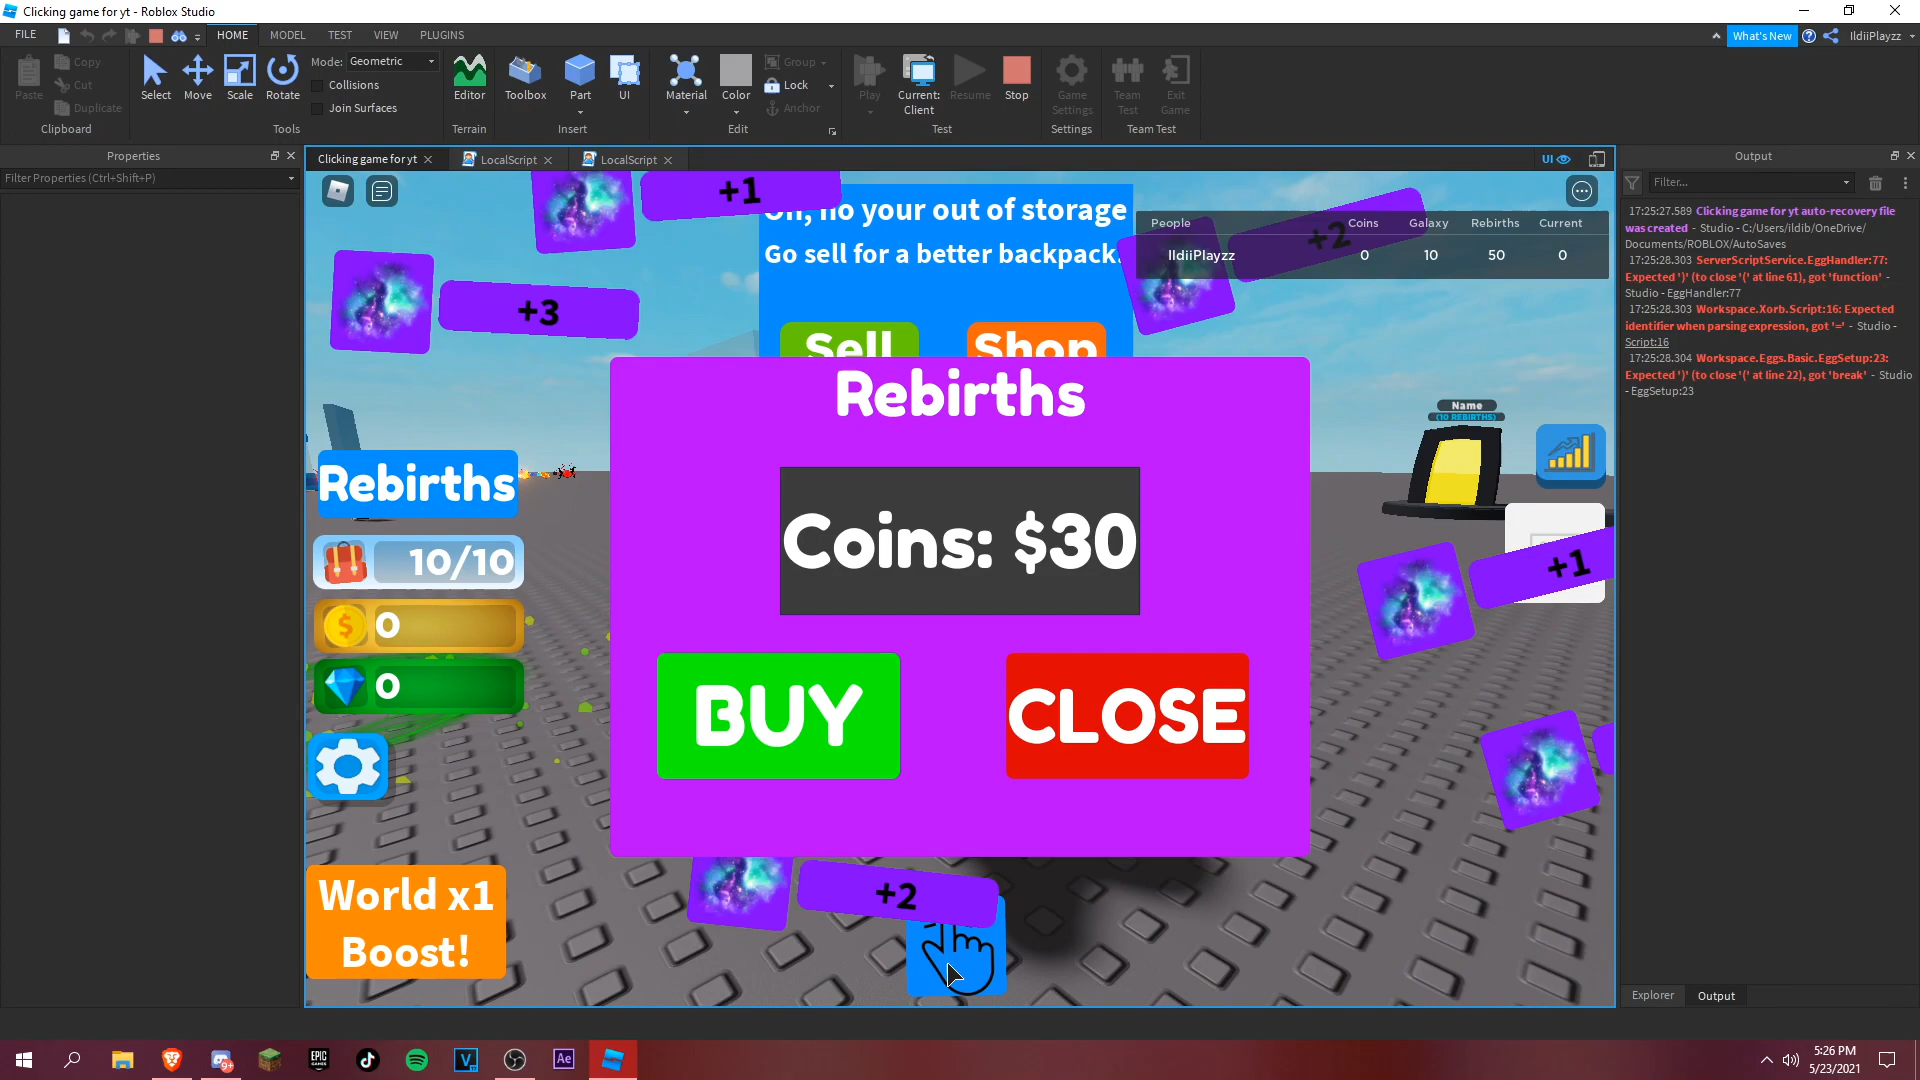 Clicking game for yt - Roblox Studio
FILE
HOME
MODEL
TEST
VIEW
PLUGINS
What's New
IldiiPlayzz
Paste
Copy
Cut
Duplicate
Clipboard
Select
Move
Scale
Rotate
Mode: Geometric
Collisions
Join Surfaces
Tools
Editor
Terrain
Toolbox
Part
UI
Insert
Material
Color
Group
Lock
Anchor
Edit
Play
Current:
Client
Resume
Stop
Test
Game
Settings
Settings
Team
Test
Exit
Game
Team Test
Properties
Filter Properties (Ctrl+Shift+P)
Clicking game for yt
LocalScript
LocalScript
UI
+1
Oh, no your out of storage
Go sell for a better backpack.
+3
Sell
Shop
+2
People Coins Galaxy Rebirths Current
IldiiPlayzz 0 10 50 0
Rebirths
Coins: $30
BUY
CLOSE
Name
(10 REBIRTHS)
Rebirths
10/10
$ 0
0
+1
World x1
Boost!
+2
Output
Filter...
17:25:27.589 Clicking game for yt auto-recovery file
was created - Studio - C:/Users/ildib/OneDrive/
Documents/ROBLOX/AutoSaves
17:25:28.303 ServerScriptService.EggHandler:77:
Expected ')' (to close '(' at line 61), got 'function' -
Studio - EggHandler:77
17:25:28.303 Workspace.Xorb.Script:16: Expected
identifier when parsing expression, got '=' - Studio -
Script:16
17:25:28.304 Workspace.Eggs.Basic.EggSetup:23:
Expected ')' (to close '(' at line 22), got 'break' - Studio
- EggSetup:23
Explorer
Output
9+
EPIC
GAMES
V
Ae
5:26 PM
5/23/2021